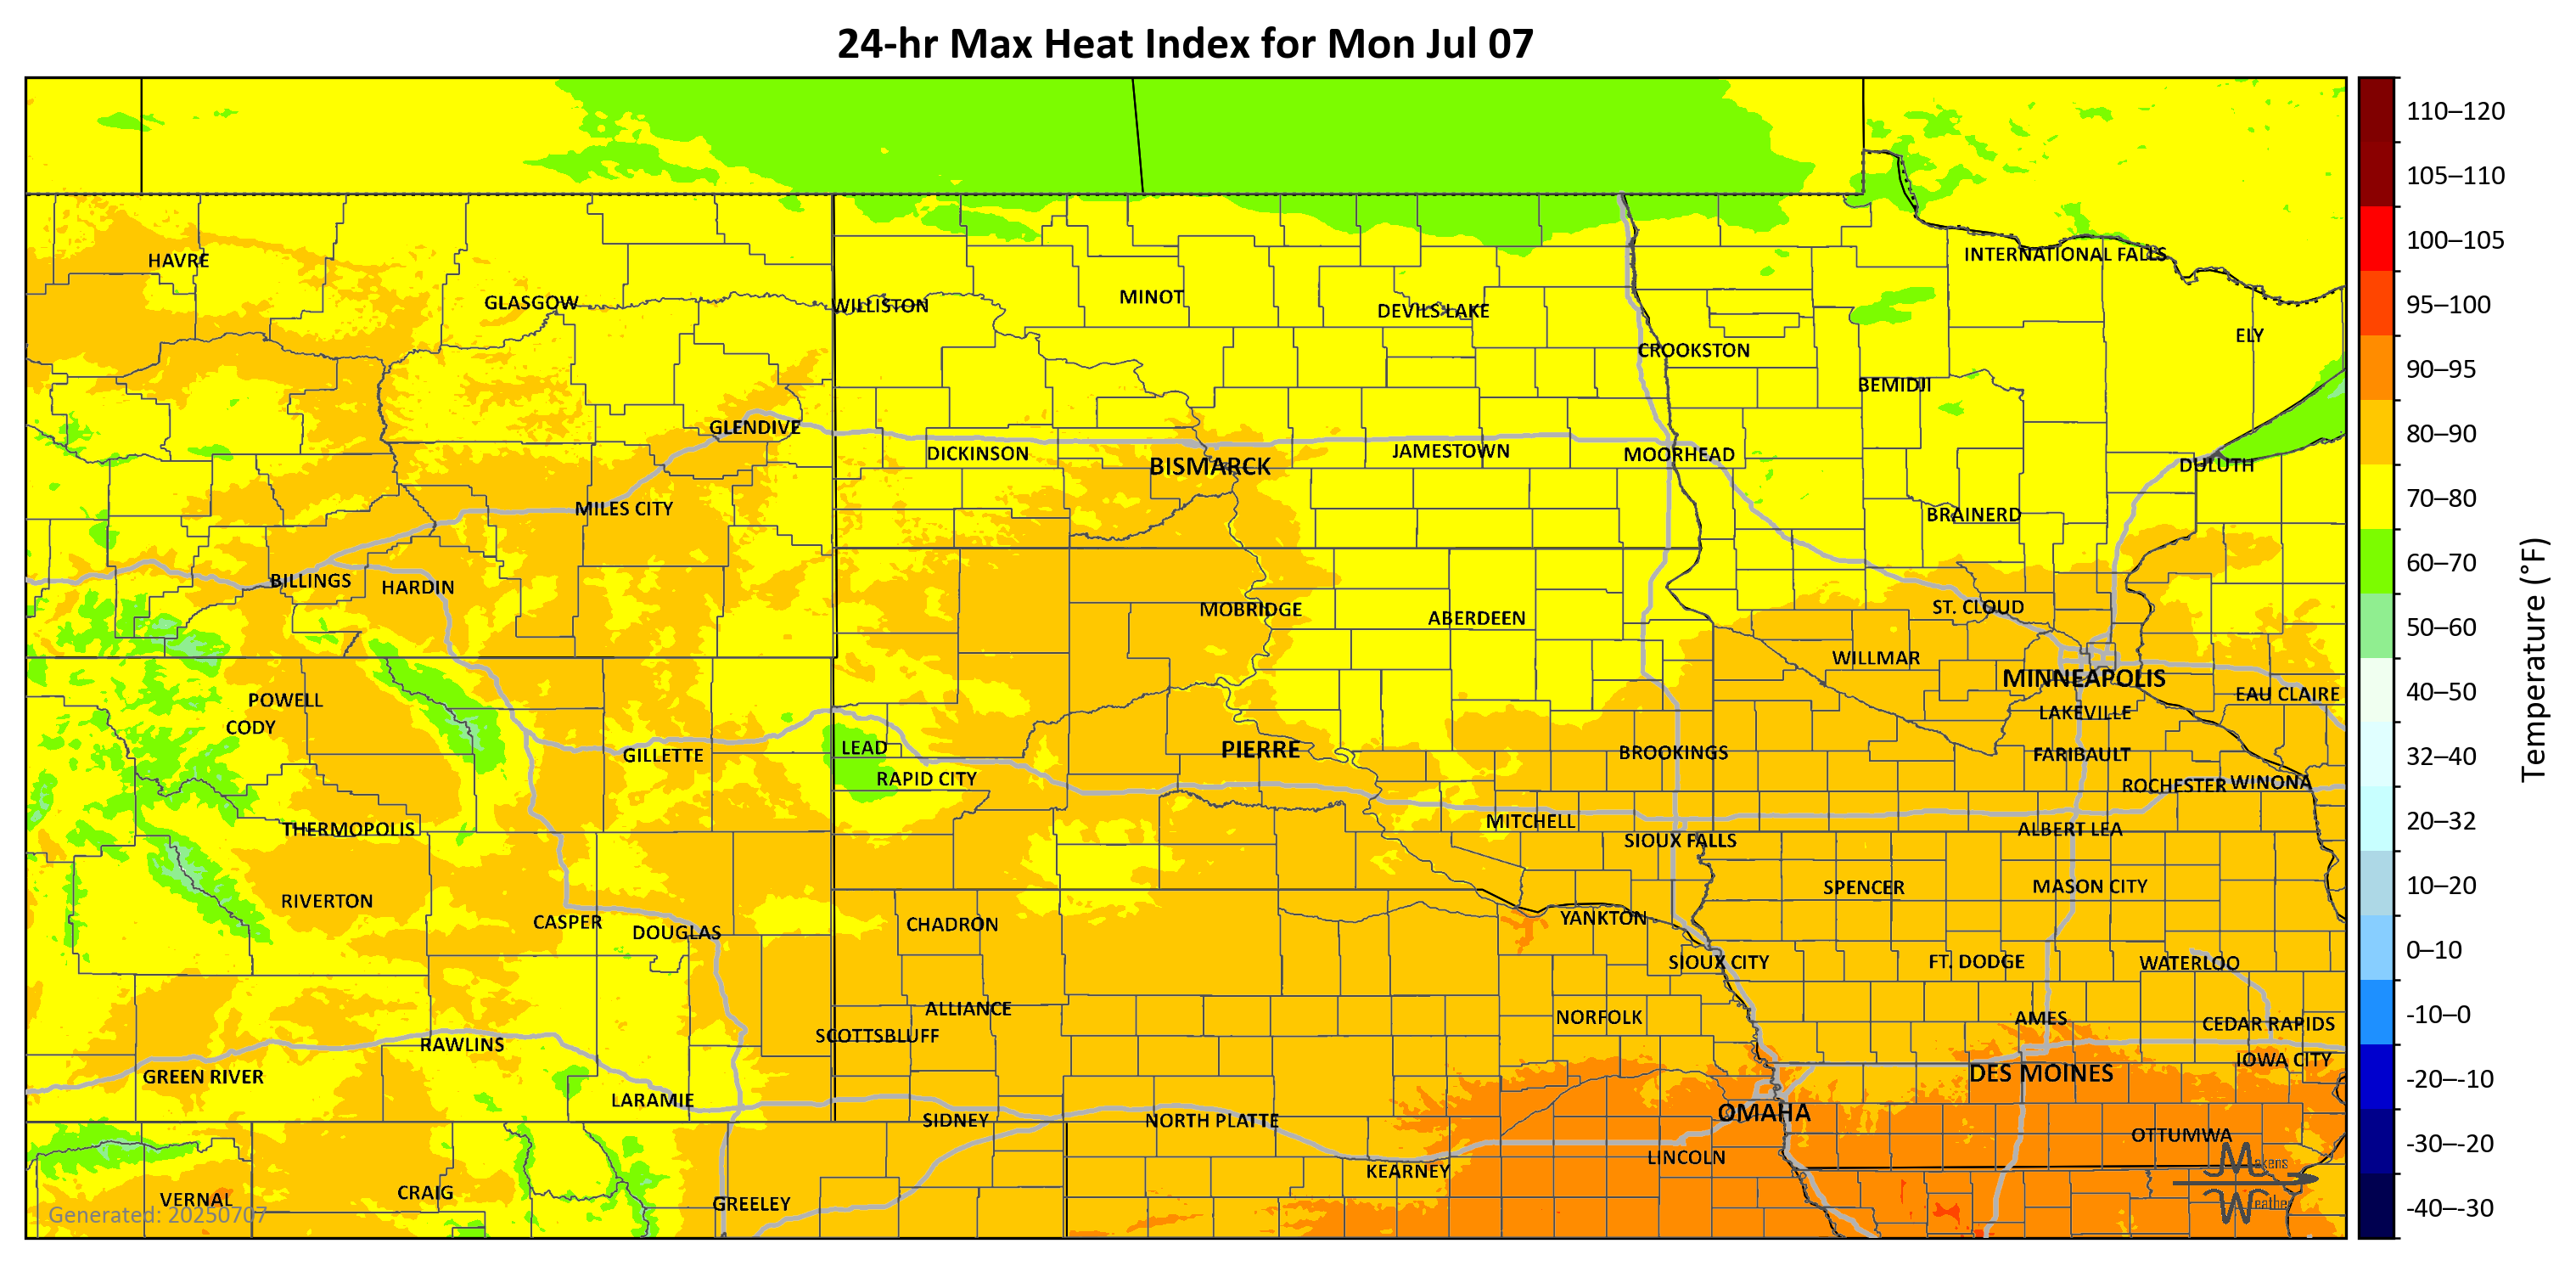 24-hr Max Heat Index for Mon Jul 07
110–120
105–110
100–105
95–100
90–95
80–90
70–80
60–70
50–60
40–50
32–40
20–32
10–20
0–10
-10–0
-20–-10
-30–-20
-40–-30
Temperature (°F)
HAVRE
INTERNATIONAL FALLS
GLASGOW
WILLISTON
MINOT
DEVILS LAKE
ELY
CROOKSTON
BEMIDJI
GLENDIVE
DICKINSON
BISMARCK
JAMESTOWN
MOORHEAD
DULUTH
MILES CITY
BRAINERD
BILLINGS
HARDIN
MOBRIDGE
ABERDEEN
ST. CLOUD
WILLMAR
MINNEAPOLIS
EAU CLAIRE
POWELL
CODY
LAKEVILLE
GILLETTE
LEAD
PIERRE
BROOKINGS
FARIBAULT
RAPID CITY
ROCHESTER
WINONA
THERMOPOLIS
MITCHELL
SIOUX FALLS
ALBERT LEA
RIVERTON
SPENCER
MASON CITY
CASPER
DOUGLAS
CHADRON
YANKTON
SIOUX CITY
FT. DODGE
WATERLOO
ALLIANCE
NORFOLK
AMES
CEDAR RAPIDS
SCOTTSBLUFF
RAWLINS
IOWA CITY
GREEN RIVER
DES MOINES
LARAMIE
SIDNEY
NORTH PLATTE
OMAHA
OTTUMWA
KEARNEY
LINCOLN
VERNAL
CRAIG
GREELEY
Makens
Weather
Generated: 20250707